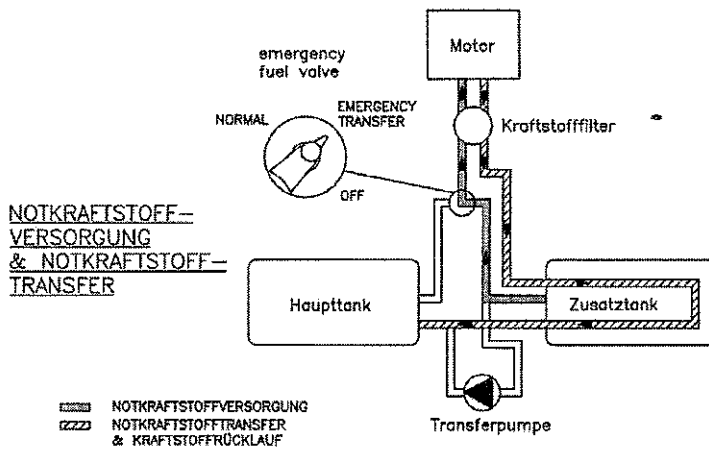 Motor
emergency
fuel valve
NORMAL
EMERGENCY
TRANSFER
Kraftstofffilter
OFF
NOTKRAFTSTOFF-
VERSORGUNG
& NOTKRAFTSTOFF-
TRANSFER
Haupttank
Zusatztank
NOTKRAFTSTOFFVERSORGUNG
NOTKRAFTSTOFFTRANSFER
& KRAFTSTOFFRÜCKLAUF
Transferpumpe